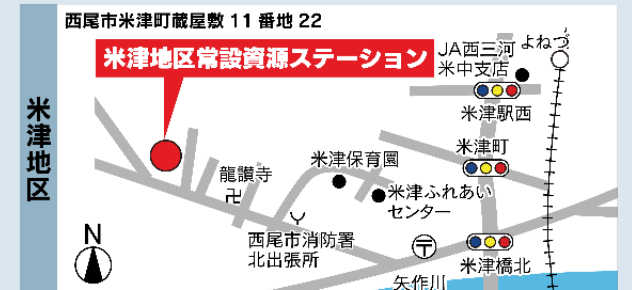 西尾市米津町蔵屋敷 11 番地 22
米津地区常設資源ステーション
JA西三河
米中支店
よねづ
米津駅西
米津地区
米津町
米津保育園
龍讃寺
卍
米津ふれあい
センター
西尾市消防署
北出張所
N
〒
米津橋北
矢作川